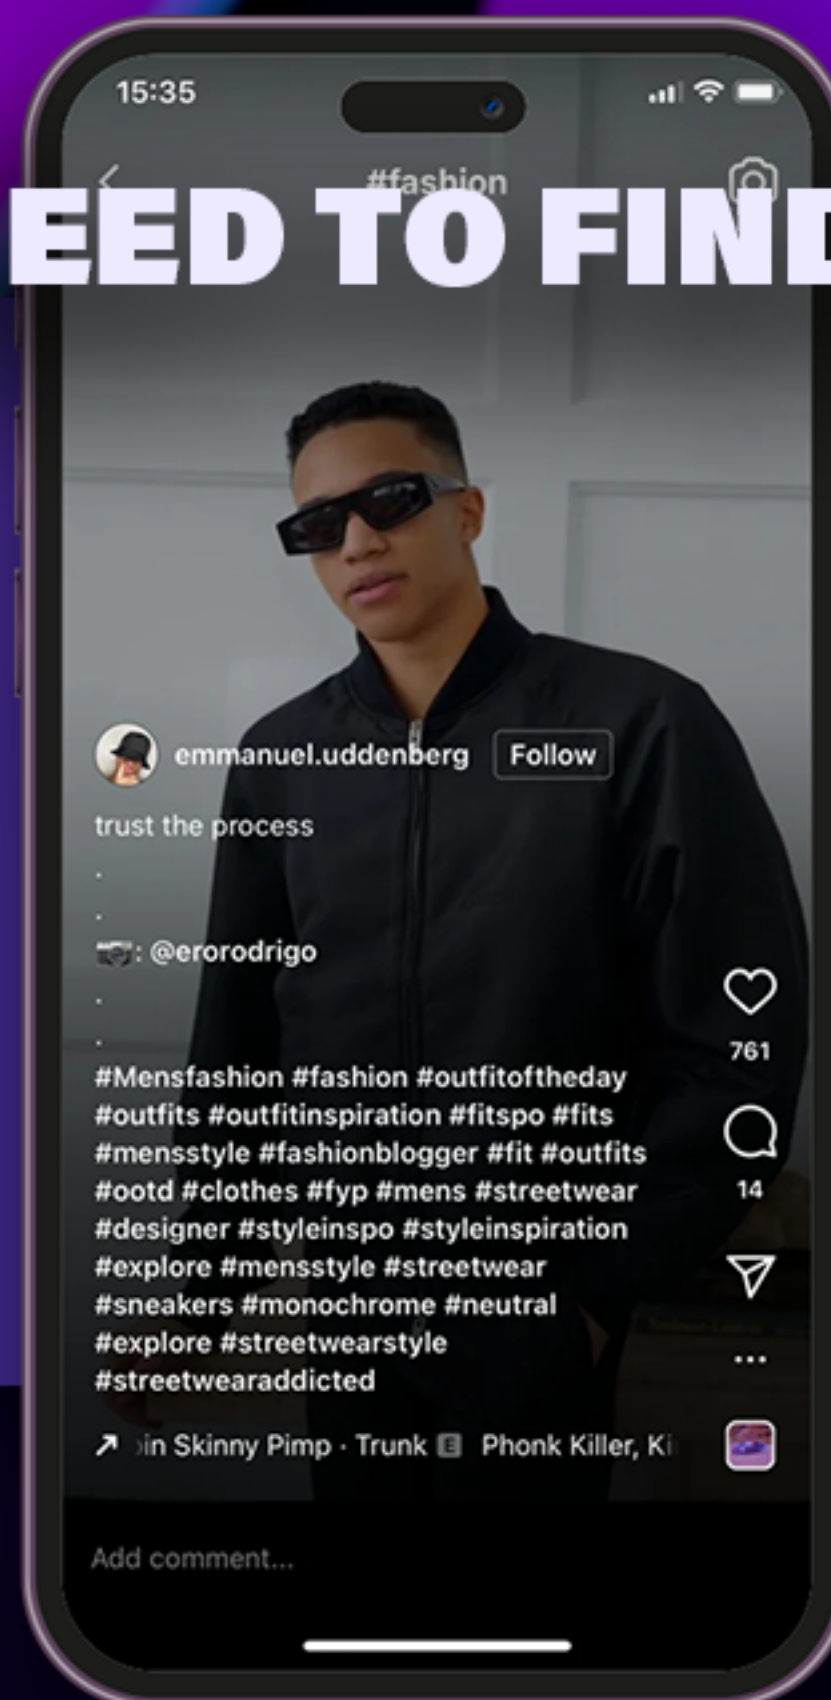 15:35
#fashion
EED TO FIND
emmanuel.uddenberg Follow
trust the process
.
.
📷: @erorodrigo
.
.
#Mensfashion #fashion #outfitoftheday
#outfits #outfitinspiration #fitspo #fits
#mensstyle #fashionblogger #fit #outfits
#ootd #clothes #fyp #mens #streetwear
#designer #styleinspo #styleinspiration
#explore #mensstyle #streetwear
#sneakers #monochrome #neutral
#explore #streetwearstyle
#streetwearaddicted
761
14
...
in Skinny Pimp · Trunk E Phonk Killer, Ki
Add comment...